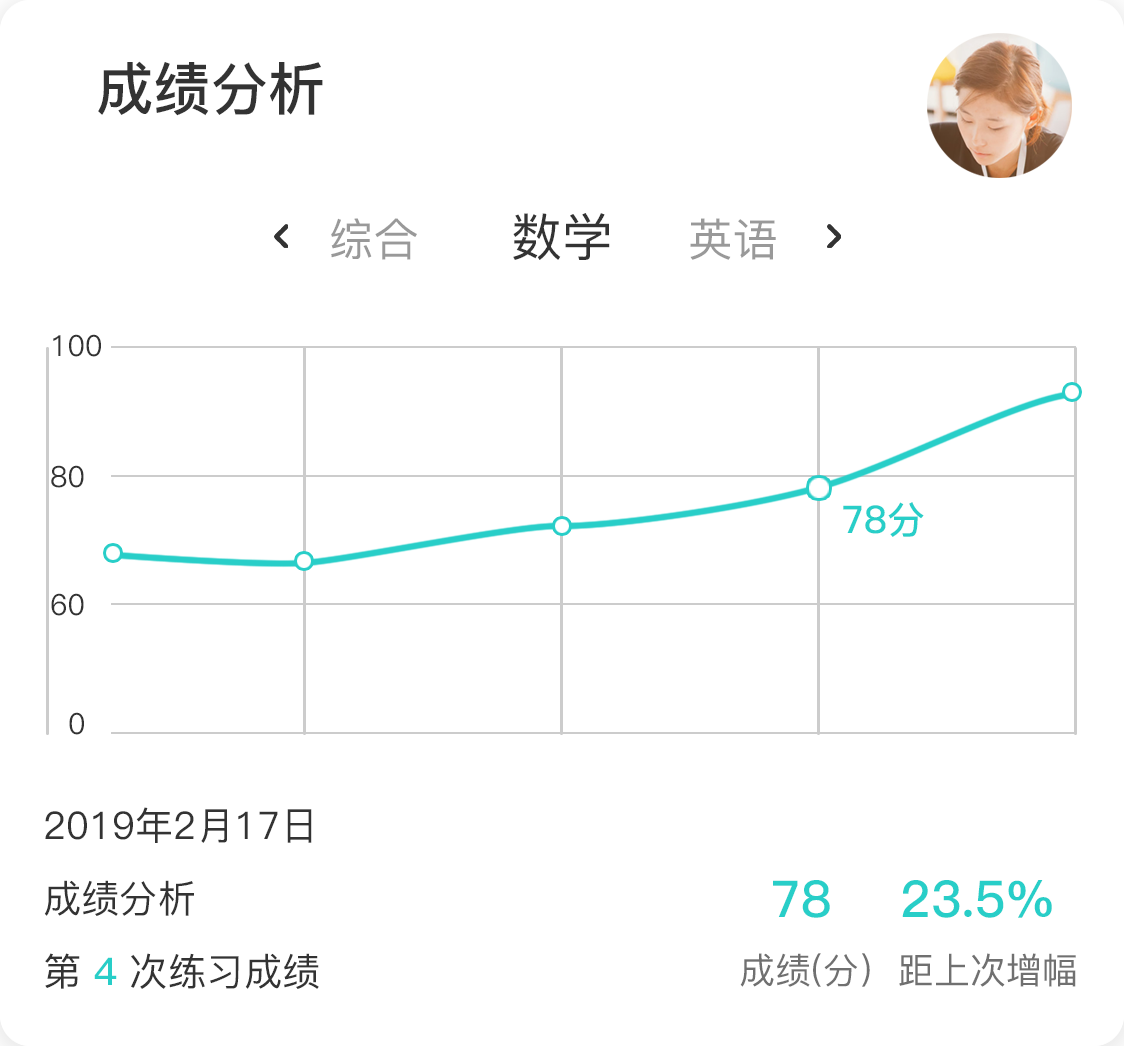 成绩分析
综合 数学 英语
100
80
78分
60
0
2019年2月17日
成绩分析 78 23.5%
第 4 次练习成绩 成绩(分) 距上次增幅